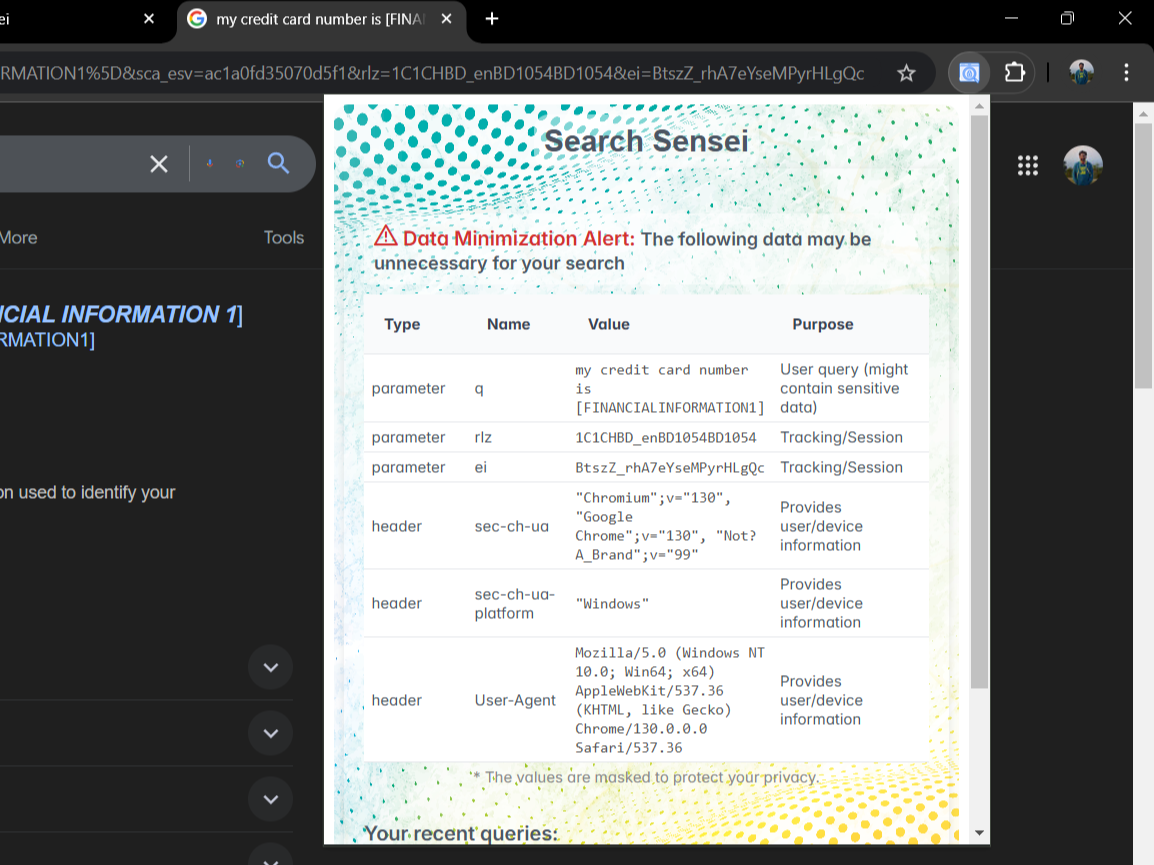 ei
my credit card number is [FINA
RMATION1%5D&sca_esv=ac1a0fd35070d5f1&rlz=1C1CHBD_enBD1054BD1054&ei=BtszZ_rhA7eYseMPyrHLgQc
More
Tools
CIAL INFORMATION 1]
RMATION1]
on used to identify your
Search Sensei
Data Minimization Alert: The following data may be
unnecessary for your search
Type Name Value Purpose
parameter q my credit card number is [FINANCIALINFORMATION1] User query (might contain sensitive data)
parameter rlz 1C1CHBD_enBD1054BD1054 Tracking/Session
parameter ei BtszZ_rhA7eYseMPyrHLgQc Tracking/Session
header sec-ch-ua "Chromium";v="130", "Google Chrome";v="130", "Not?A_Brand";v="99" Provides user/device information
header sec-ch-ua-platform "Windows" Provides user/device information
header User-Agent Mozilla/5.0 (Windows NT 10.0; Win64; x64) AppleWebKit/537.36 (KHTML, like Gecko) Chrome/130.0.0.0 Safari/537.36 Provides user/device information
* The values are masked to protect your privacy.
Your recent queries: